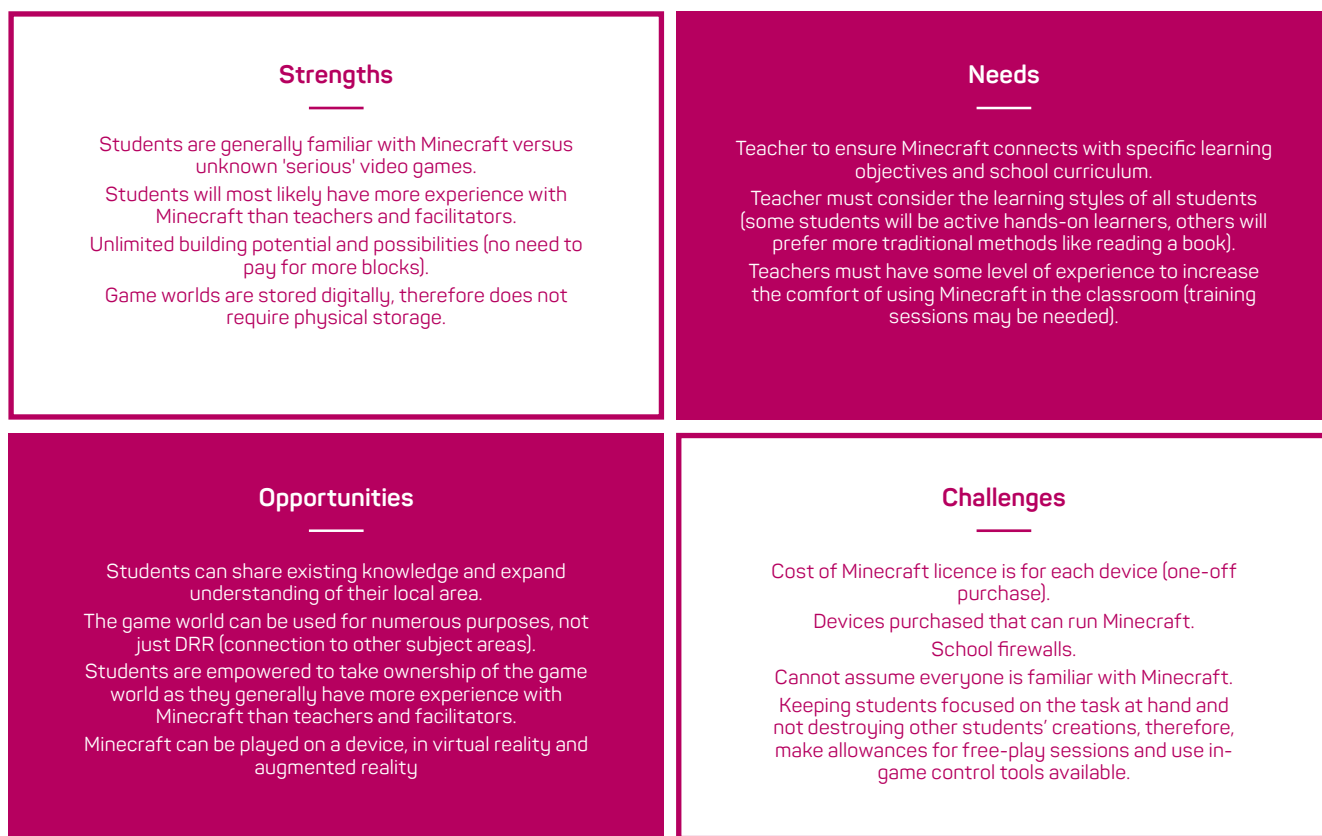 Strengths
Students are generally familiar with Minecraft versus
unknown 'serious' video games.
Students will most likely have more experience with
Minecraft than teachers and facilitators.
Unlimited building potential and possibilities (no need to
pay for more blocks).
Game worlds are stored digitally, therefore does not
require physical storage.
Needs
Teacher to ensure Minecraft connects with specific learning
objectives and school curriculum.
Teacher must consider the learning styles of all students
(some students will be active hands-on learners, others will
prefer more traditional methods like reading a book).
Teachers must have some level of experience to increase
the comfort of using Minecraft in the classroom (training
sessions may be needed).
Opportunities
Students can share existing knowledge and expand
understanding of their local area.
The game world can be used for numerous purposes, not
just DRR (connection to other subject areas).
Students are empowered to take ownership of the game
world as they generally have more experience with
Minecraft than teachers and facilitators.
Minecraft can be played on a device, in virtual reality and
augmented reality
Challenges
Cost of Minecraft licence is for each device (one-off
purchase).
Devices purchased that can run Minecraft.
School firewalls.
Cannot assume everyone is familiar with Minecraft.
Keeping students focused on the task at hand and
not destroying other students’ creations, therefore,
make allowances for free-play sessions and use in-
game control tools available.